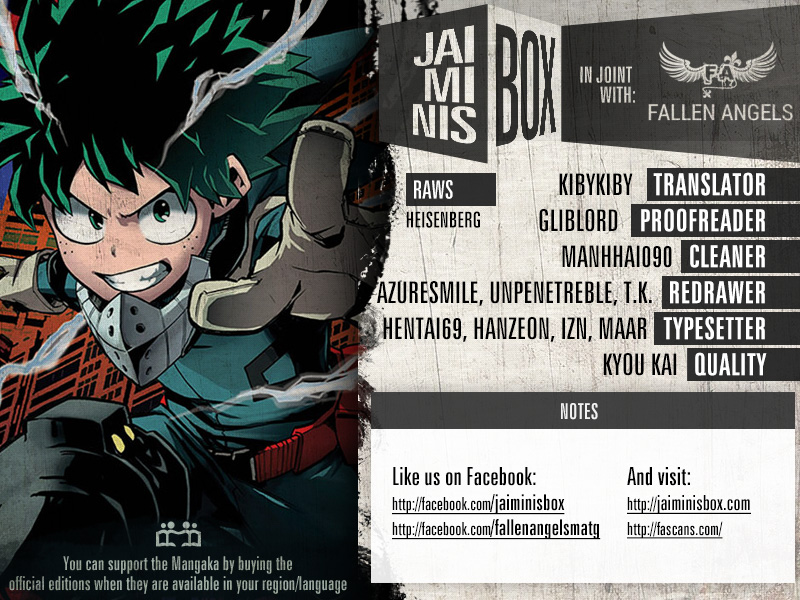 JAI
MI
NIS
BOX
IN JOINT
WITH:
FA
FALLEN ANGELS
RAWS
HEISENBERG
KIBYKIBY TRANSLATOR
GLIBLORD PROOFREADER
MANHHAI090 CLEANER
AZURESMILE, UNPENETREBLE, T.K. REDRAWER
HENTAI69, HANZEON, IZN, MAAR TYPESETTER
KYOU KAI QUALITY
NOTES
Like us on Facebook:
http://facebook.com/jaiminisbox
http://facebook.com/fallenangelsmatq
And visit:
http://jaiminisbox.com
http://fascans.com/
You can support the Mangaka by buying the
official editions when they are available in your region/language